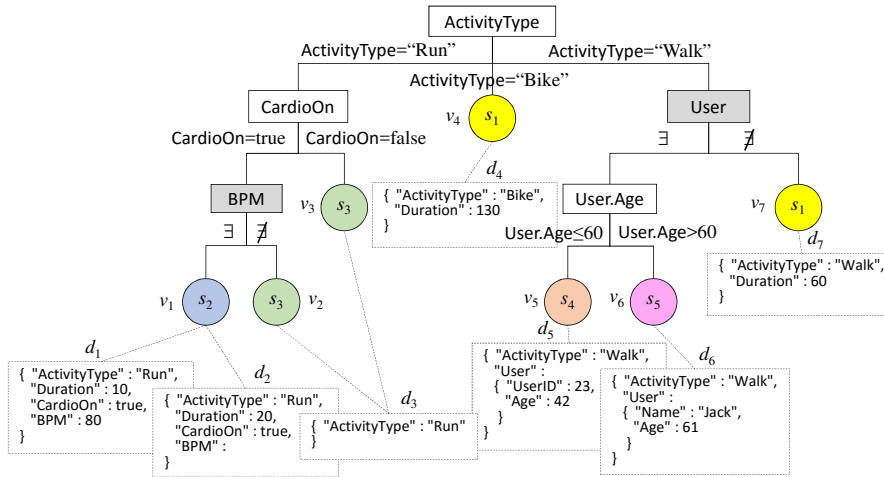 ActivityType
ActivityType=“Run”
ActivityType=“Walk”
ActivityType=“Bike”
CardioOn
User
v4
s1
CardioOn=true
CardioOn=false
∃
∄
d4
BPM
v3
s3
{ "ActivityType" : "Bike",
"Duration" : 130
}
User.Age
v7
s1
∃
∄
User.Age≤60
User.Age>60
d7
{ "ActivityType" : "Walk",
"Duration" : 60
}
v1
s2
s3
v2
v5
s4
v6
s5
d1
{ "ActivityType" : "Run",
"Duration" : 10,
"CardioOn" : true,
"BPM" : 80
}
d2
{ "ActivityType" : "Run",
"Duration" : 20,
"CardioOn" : true,
"BPM" :
}
d3
{ "ActivityType" : "Run"
}
d5
{ "ActivityType" : "Walk",
"User" :
{ "UserID" : 23,
"Age" : 42
}
}
d6
{ "ActivityType" : "Walk",
"User" :
{ "Name" : "Jack",
"Age" : 61
}
}